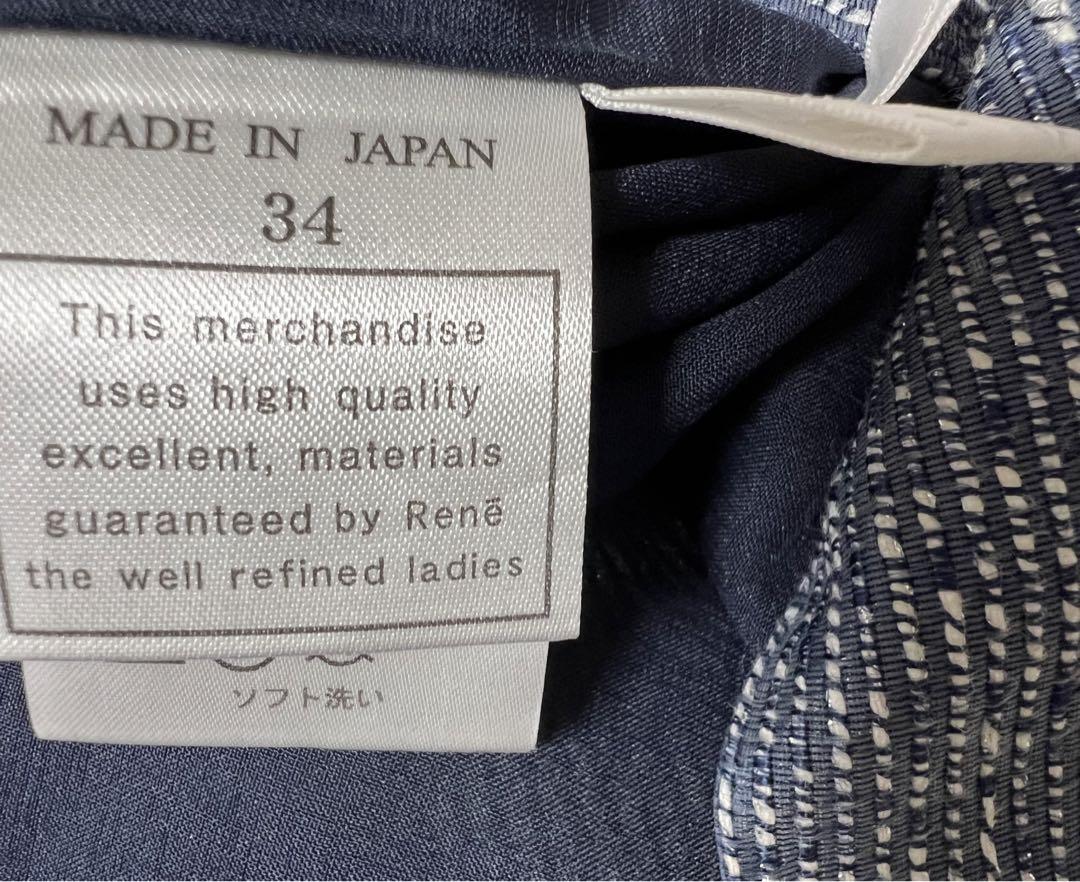 MADE IN JAPAN
34
This merchandise
uses high quality
excellent, materials
guaranteed by Renë
the well refined ladies
ソフト洗い